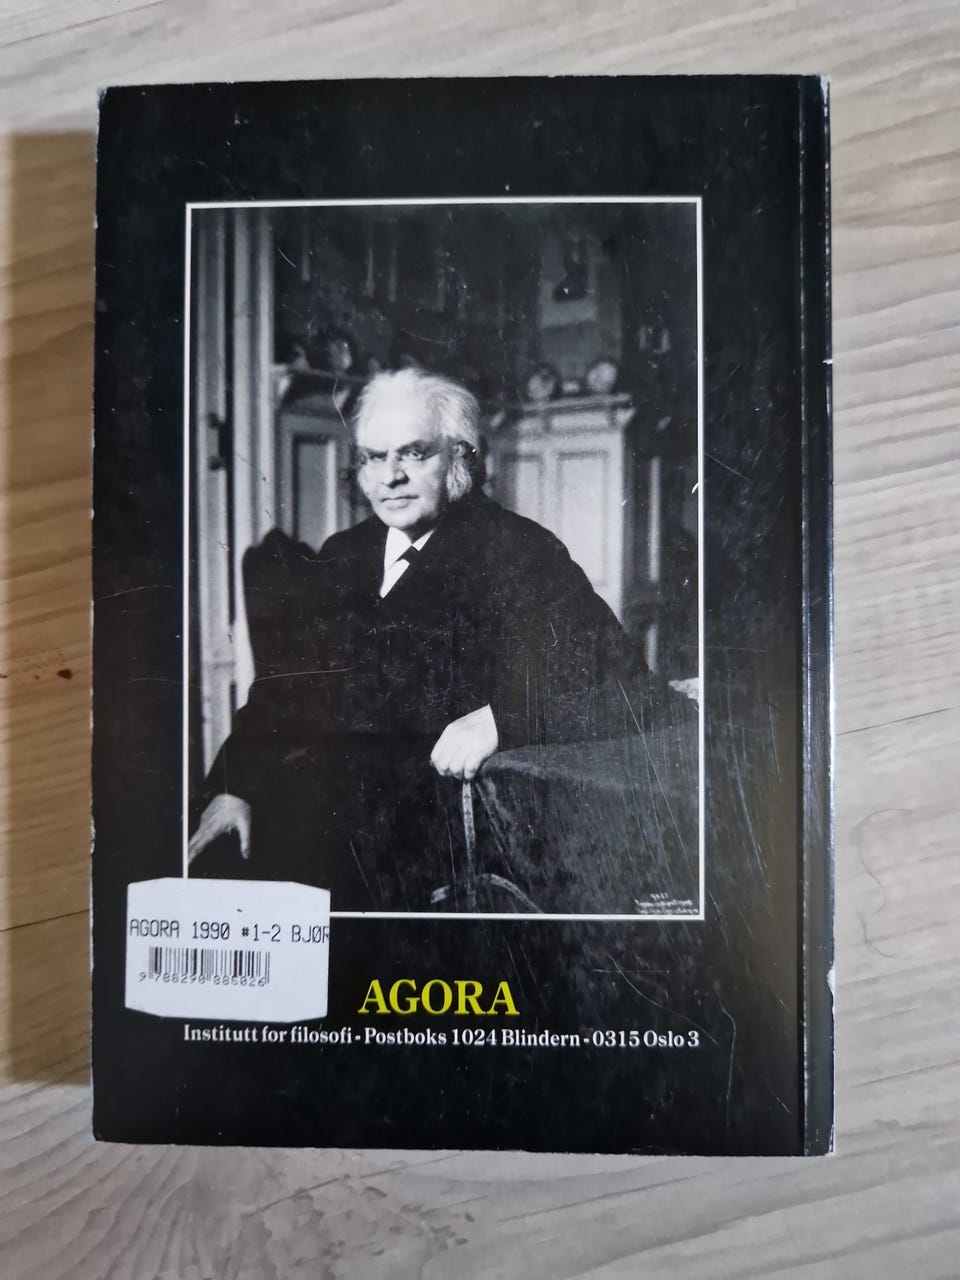 AGORA 1990 #1-2 BJØR
9 788290 885026
AGORA
Institutt for filosofi - Postboks 1024 Blindern - 0315 Oslo 3